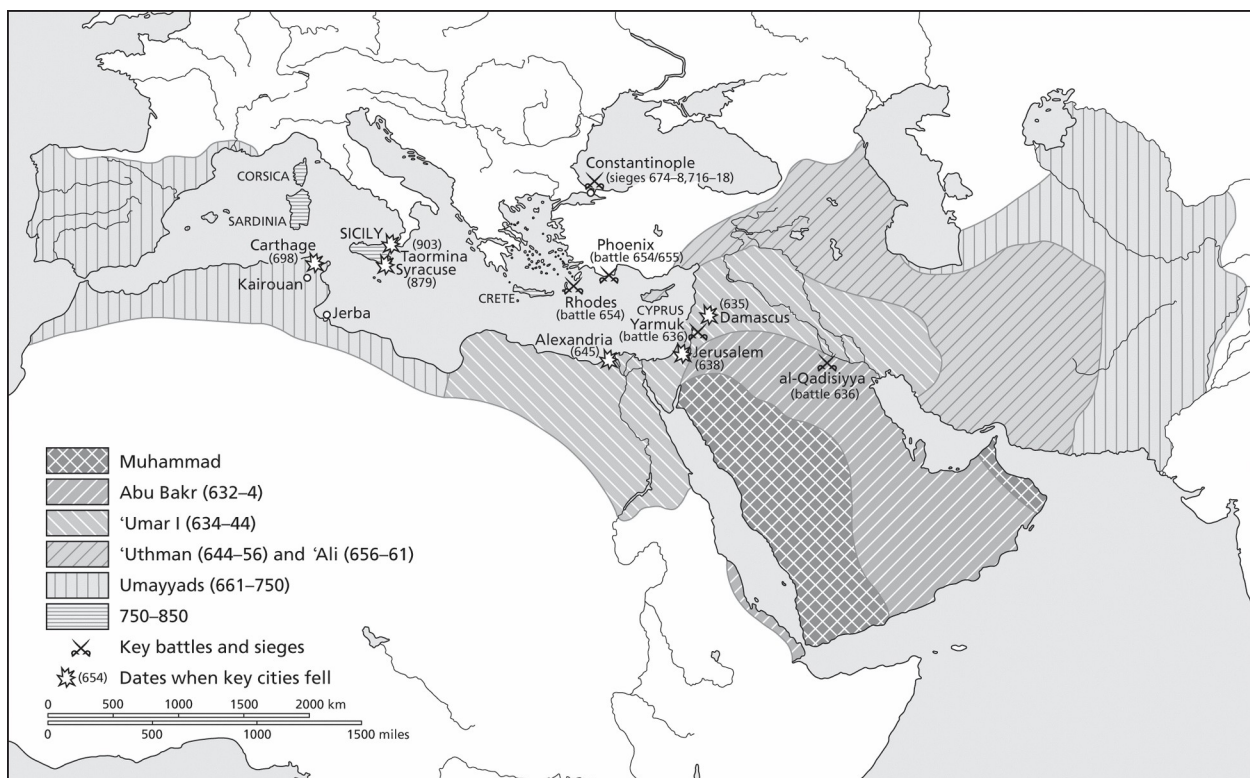 Constantinople
(sieges 674–8,716–18)
CORSICA
SARDINIA
SICILY
(903)
Taormina
Syracuse
(879)
Carthage
(698)
Kairouan
Jerba
Phoenix
(battle 654/655)
CRETE
Rhodes
(battle 654)
CYPRUS
Yarmuk
(battle 636)
(635)
Damascus
Alexandria
(645)
Jerusalem
(638)
al-Qadisiyya
(battle 636)
Muhammad
Abu Bakr (632–4)
‘Umar I (634–44)
‘Uthman (644–56) and ‘Ali (656–61)
Umayyads (661–750)
750–850
Key battles and sieges
(654) Dates when key cities fell
0 500 1000 1500 2000 km
0 500 1000 1500 miles